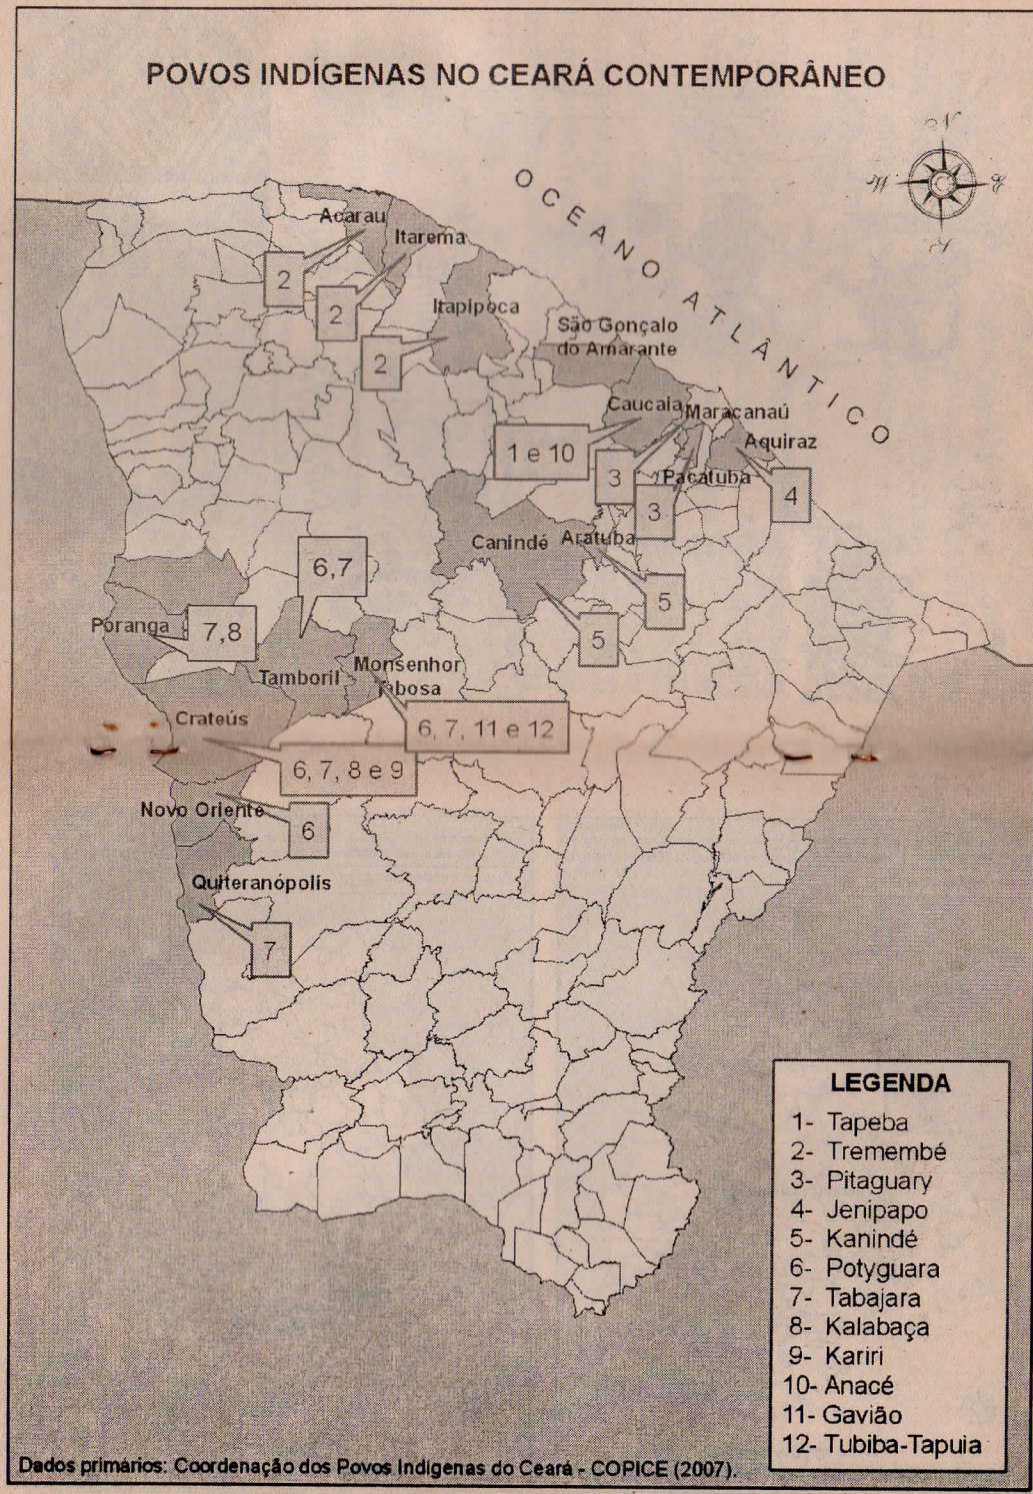 POVOS INDÍGENAS NO CEARÁ CONTEMPORÂNEO
N
W
E
OCEANO ATLÂNTICO
Acarau
Itarema
2
2
Itapipoca
2
São Gonçalo
do Amarante
Caucaia
Maracanaú
Aquiraz
1 e 10
3
Pacatuba
3
4
Canindé
Aratuba
6,7
5
5
Poranga
7,8
Tamboril
Monsenhor
Tabosa
Crateús
6, 7, 11 e 12
6, 7, 8 e 9
Novo Oriente
6
Quiteranópolis
7
LEGENDA
1- Tapeba
2- Tremembé
3- Pitaguary
4- Jenipapo
5- Kanindé
6- Potyguara
7- Tabajara
8- Kalabaça
9- Kariri
10- Anacé
11- Gavião
12- Tubiba-Tapuia
Dados primários: Coordenação dos Povos Indígenas do Ceará - COPICE (2007).